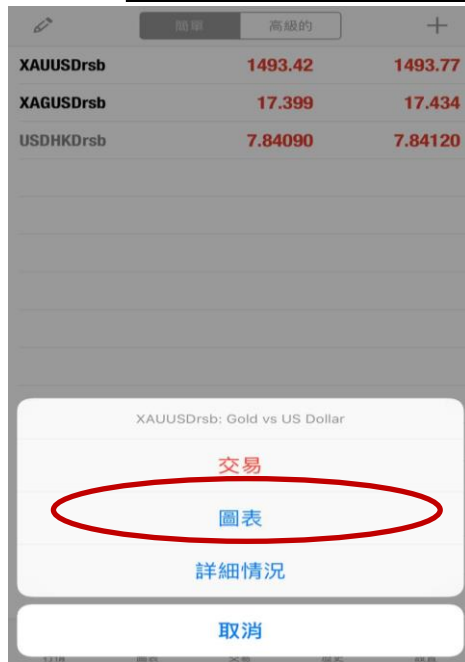 簡單 高級的
XAUUSDrsb 1493.42 1493.77
XAGUSDrsb 17.399 17.434
USDHKDrsb 7.84090 7.84120
XAUUSDrsb: Gold vs US Dollar
交易
圖表
詳細情況
取消